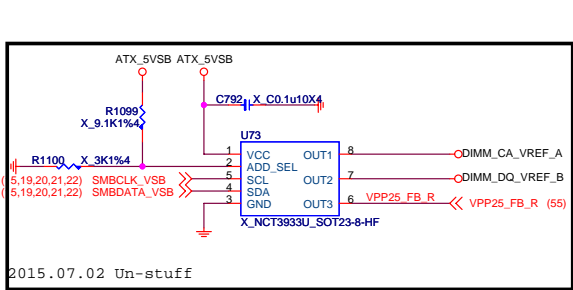 ATX_5VSB ATX_5VSB
C792 X_C0.1u10X4
R1099
X_9.1K1%4
U73
R1100 X_3K1%4
1 VCC OUT1 8 DIMM_CA_VREF_A
2 ADD_SEL
(15,19,20,21,22) SMBCLK_VSB 5 SCL OUT2 7 DIMM_DQ_VREF_B
(15,19,20,21,22) SMBDATA_VSB 4 SDA
3 GND OUT3 6 VPP25_FB_R VPP25_FB_R (55)
X_NCT3933U_SOT23-8-HF
2015.07.02 Un-stuff